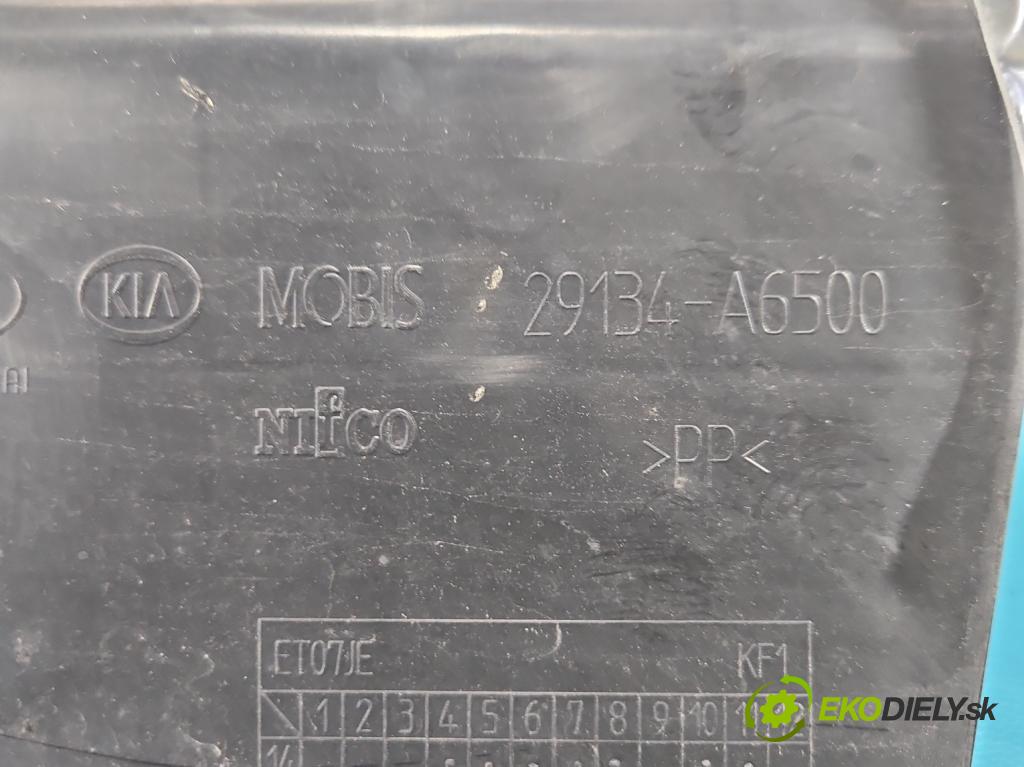 KIA MOBIS 29134-A6500
AI
NIfCO >PP<
ET07JE KF1
1 2 3 4 5 6 7 8 9 10
14
EKODIELY.sk